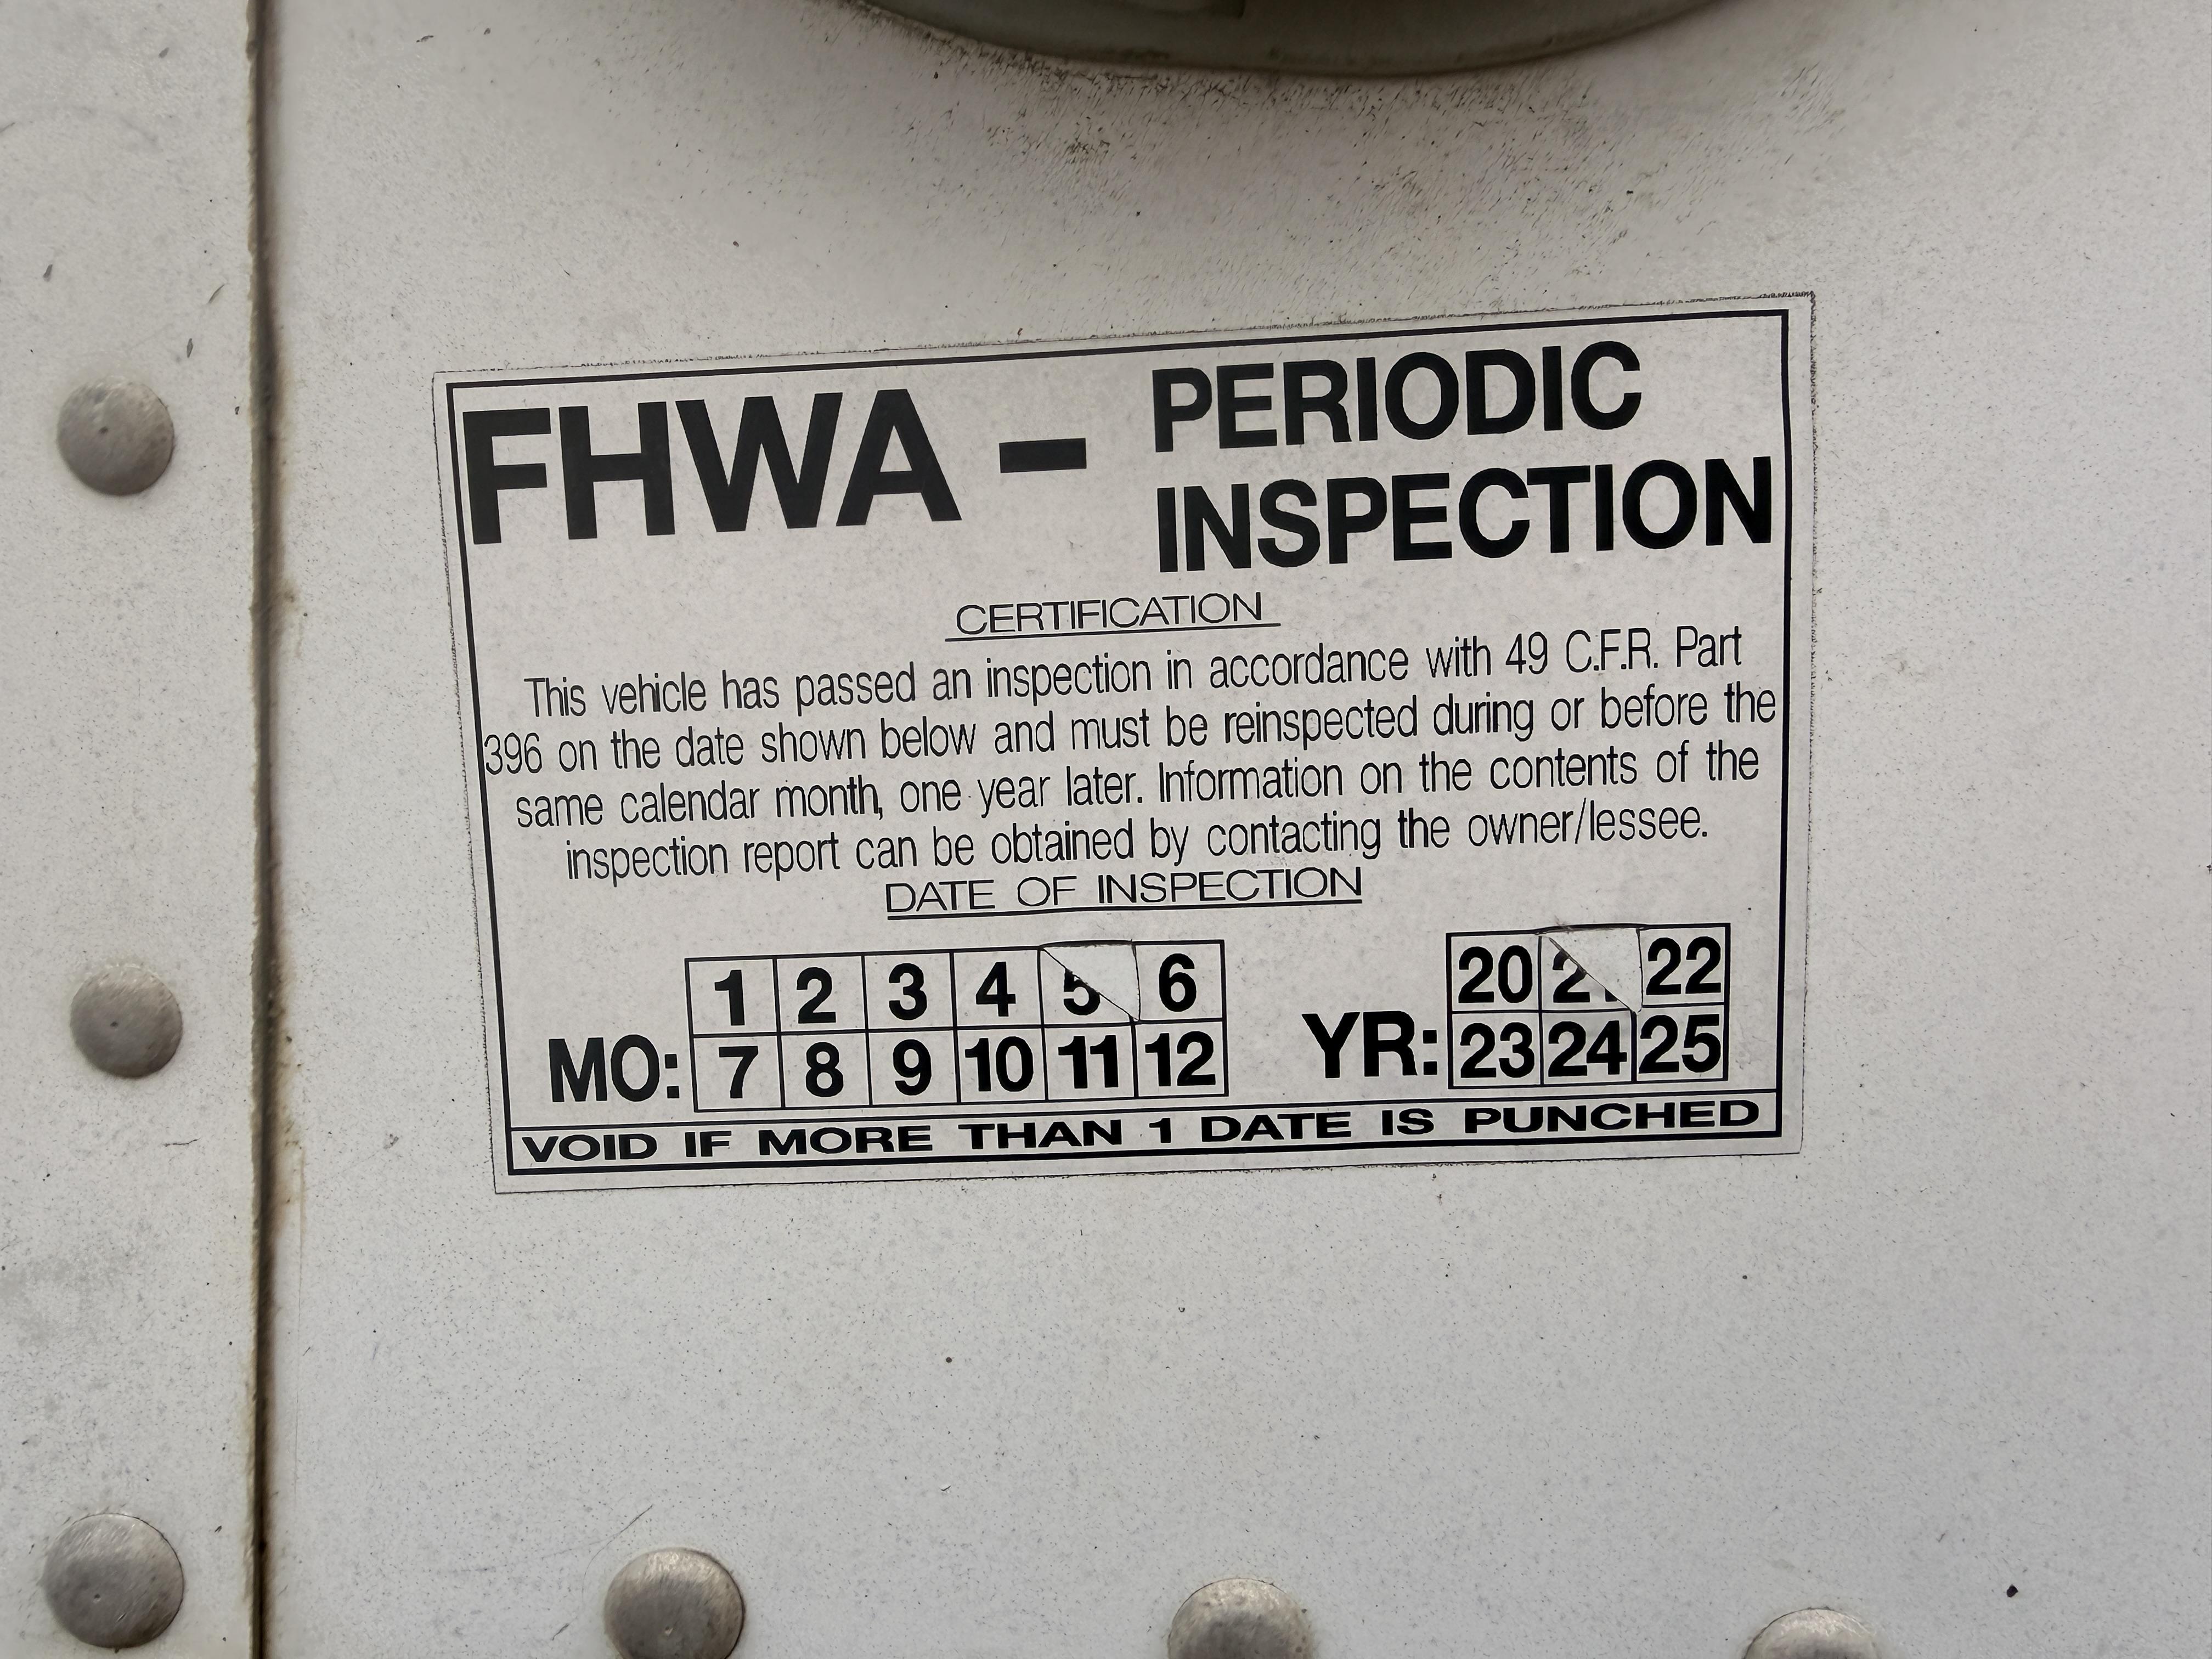 FHWA – PERIODIC
INSPECTION
CERTIFICATION
This vehicle has passed an inspection in accordance with 49 C.F.R. Part
396 on the date shown below and must be reinspected during or before the
same calendar month, one year later. Information on the contents of the
inspection report can be obtained by contacting the owner/lessee.
DATE OF INSPECTION
MO: 1 2 3 4 5 6
7 8 9 10 11 12
YR: 20 21 22
23 24 25
VOID IF MORE THAN 1 DATE IS PUNCHED